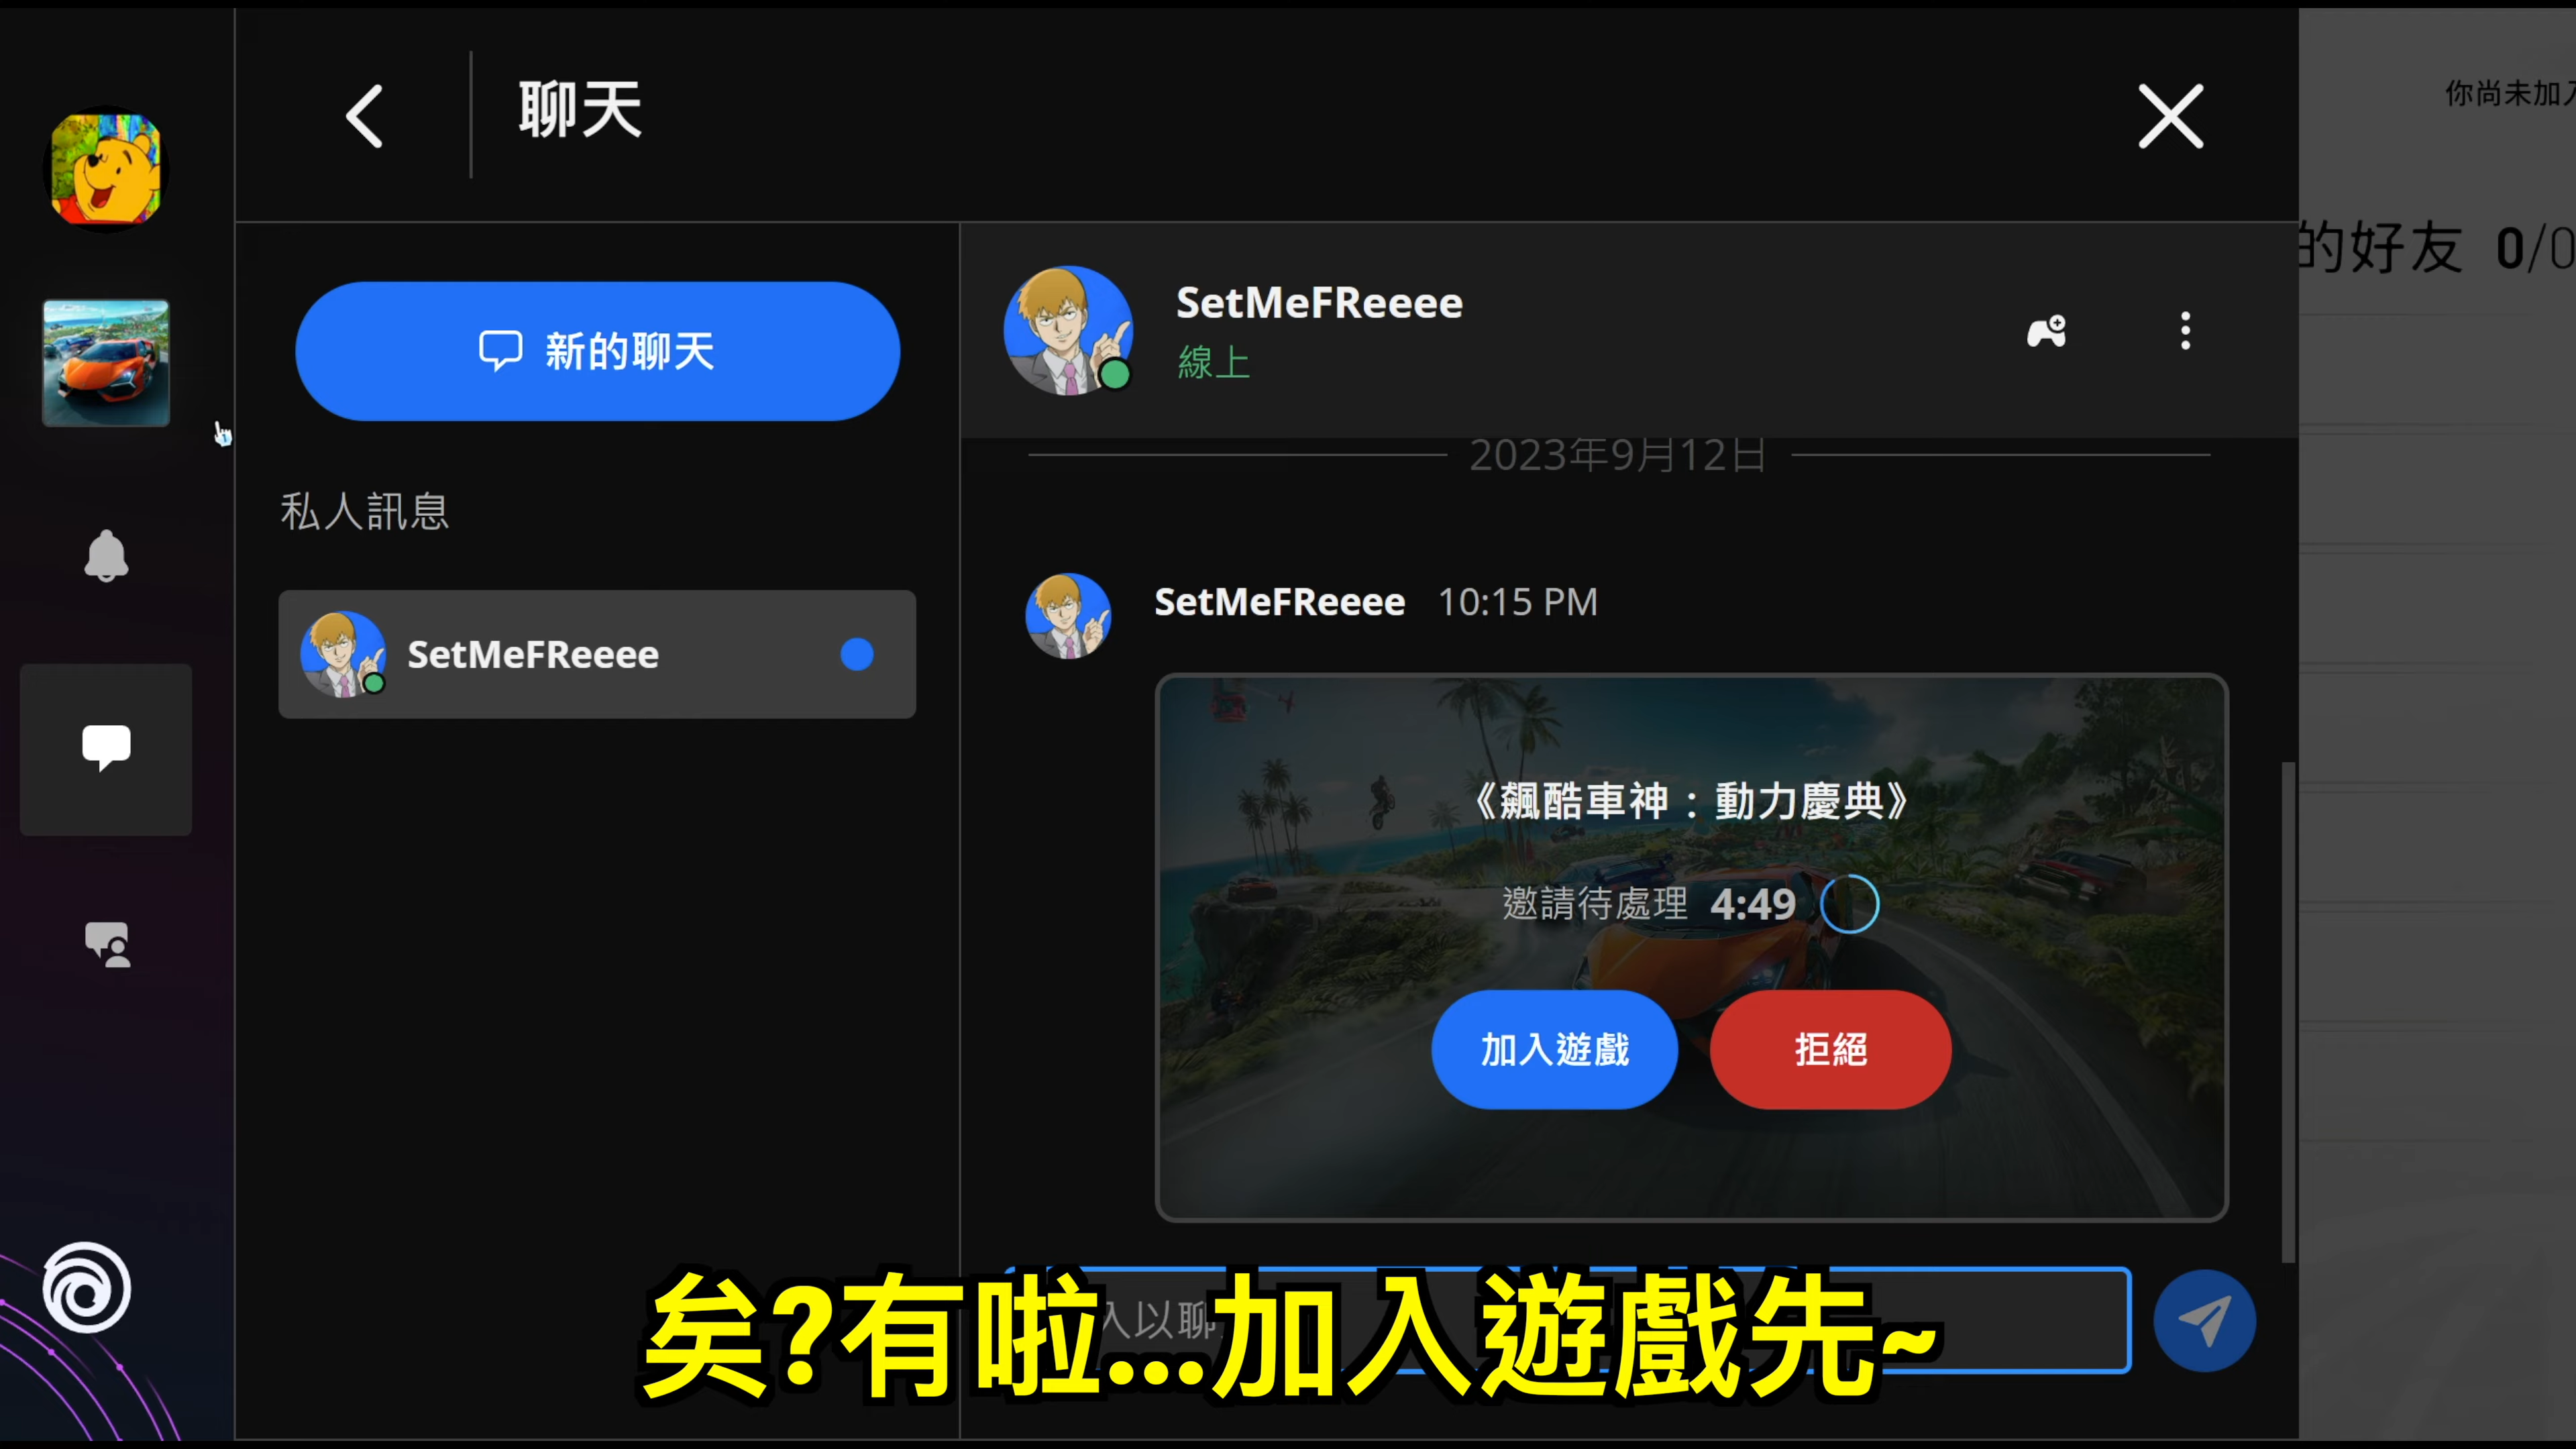 聊天
你尚未加
的好友 0/0
新的聊天
私人訊息
SetMeFReeee
SetMeFReeee
線上
2023年9月12日
SetMeFReeee 10:15 PM
《飆酷車神：動力慶典》
邀請待處理 4:49
加入遊戲
拒絕
入以聊
矣?有啦...加入遊戲先~